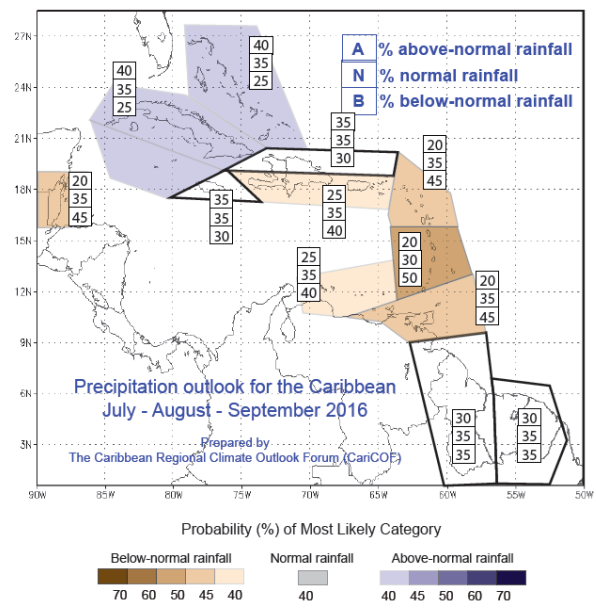 A % above-normal rainfall
N % normal rainfall
B % below-normal rainfall
40
35
25
40
35
25
35
35
30
20
35
45
20
35
45
35
35
30
25
35
40
20
30
50
25
35
40
20
35
45
30
35
35
30
35
35
27N
24N
21N
18N
15N
12N
9N
6N
3N
90W 85W 80W 75W 70W 65W 60W 55W 50W
Precipitation outlook for the Caribbean
July - August - September 2016
Prepared by
The Caribbean Regional Climate Outlook Forum (CariCOF)
Probability (%) of Most Likely Category
Below-normal rainfall Normal rainfall Above-normal rainfall
70 60 50 45 40 40 40 45 50 60 70